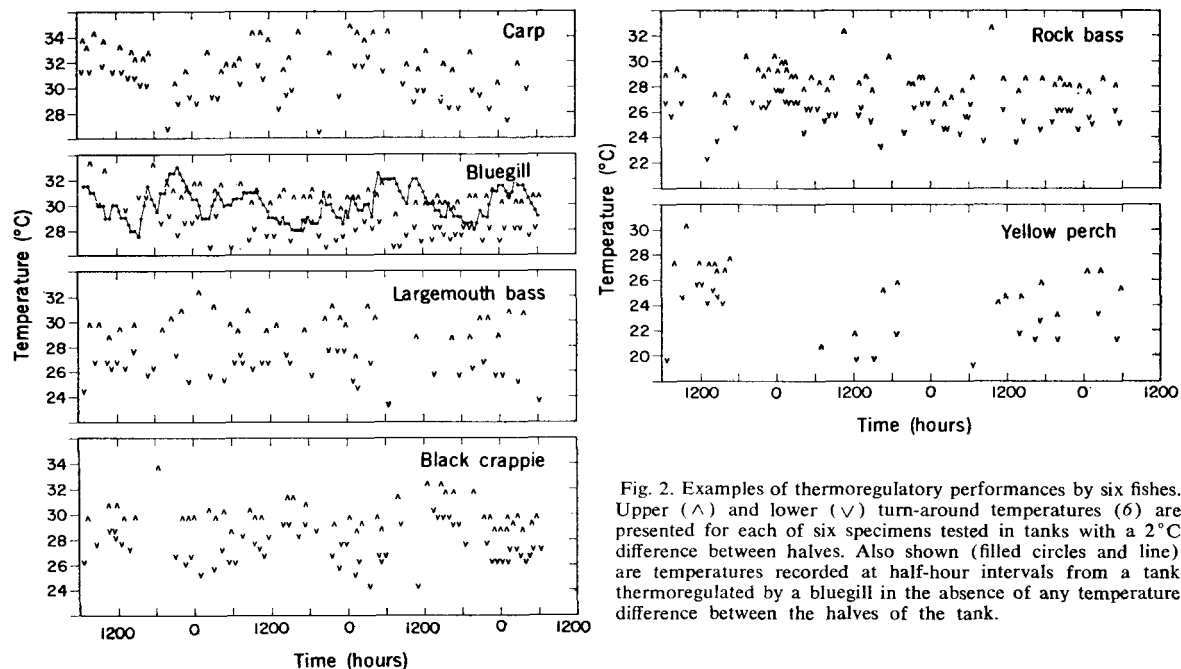 Carp
34
32
30
28
Bluegill
32
30
28
Largemouth bass
34
32
30
28
26
24
Black crappie
34
32
30
28
26
24
Temperature (°C)
1200 0 1200 0 1200 0 1200
Time (hours)
Rock bass
34
32
30
28
26
24
22
Yellow perch
30
28
26
24
22
20
Temperature (°C)
1200 0 1200 0 1200 0 1200
Time (hours)
Fig. 2. Examples of thermoregulatory performances by six fishes.
Upper (∧) and lower (∨) turn-around temperatures (6) are
presented for each of six specimens tested in tanks with a 2°C
difference between halves. Also shown (filled circles and line)
are temperatures recorded at half-hour intervals from a tank
thermoregulated by a bluegill in the absence of any temperature
difference between the halves of the tank.